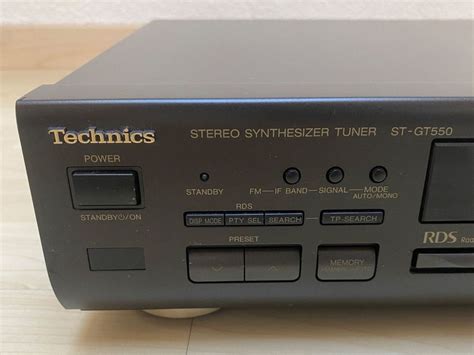 Technics
STEREO SYNTHESIZER TUNER ST-GT550
POWER
STANDBY⏻/ON
STANDBY
FM IF BAND SIGNAL MODE
AUTO/MONO
RDS
DISP MODE PTY SEL SEARCH TP-SEARCH
PRESET
MEMORY
RDS